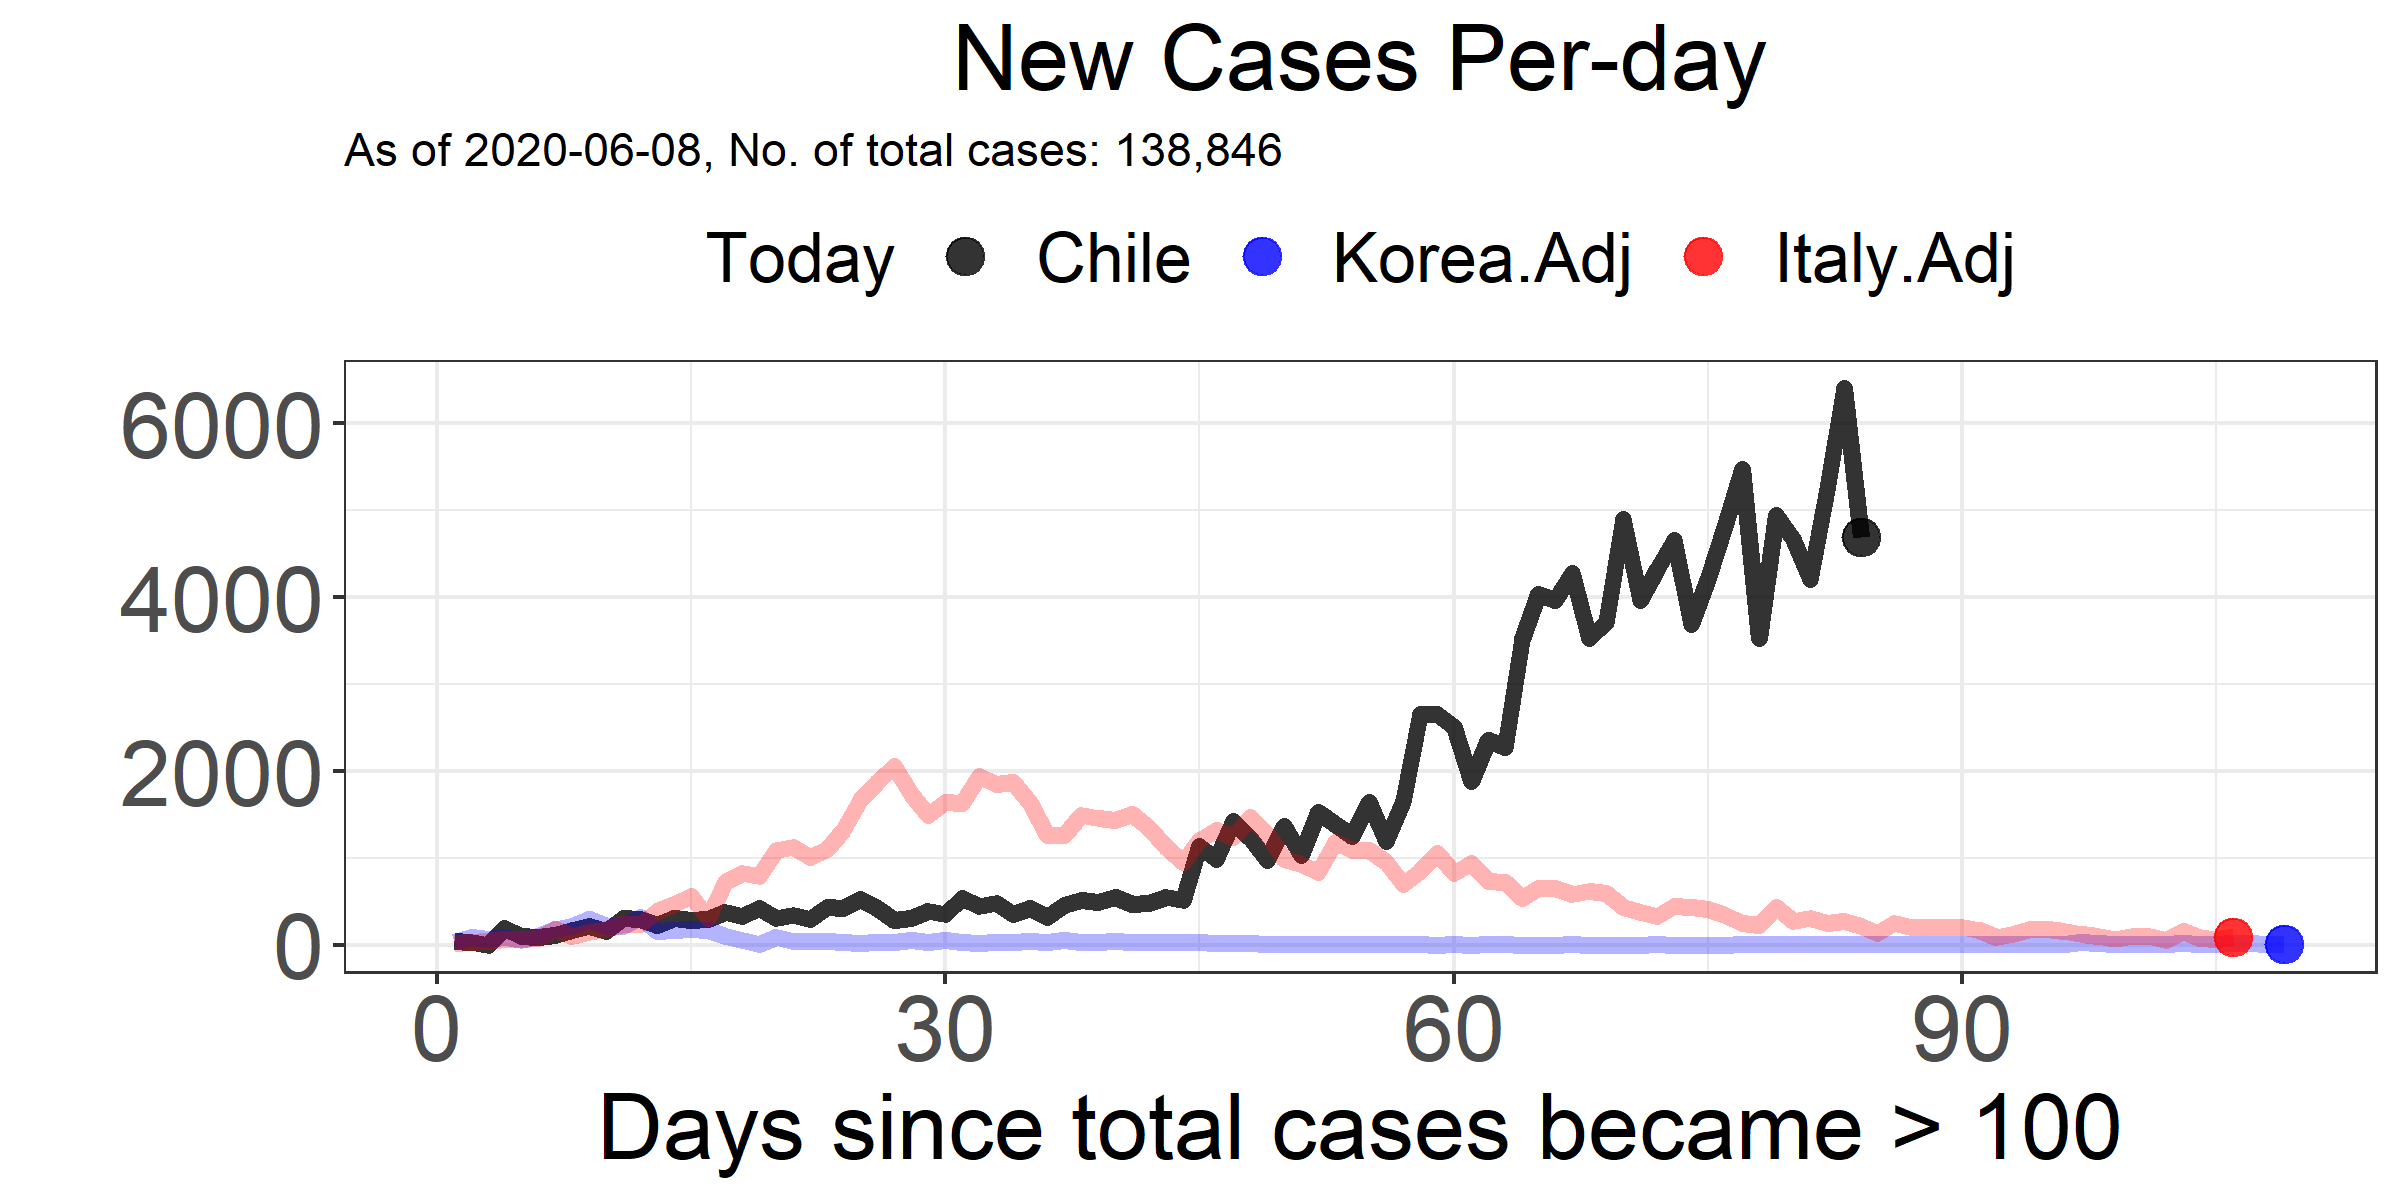 New Cases Per-day
As of 2020-06-08, No. of total cases: 138,846
Today Chile Korea.Adj Italy.Adj
6000
4000
2000
0
0 30 60 90
Days since total cases became > 100